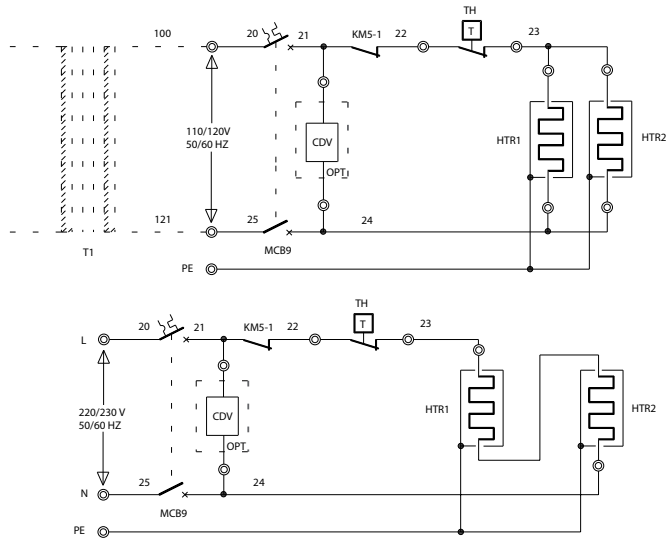 TH
100 20 21 KM5-1 22 T 23
110/120V
50/60 HZ
CDV
OPT
HTR1
HTR2
121 25 24
T1
MCB9
PE
TH
20 21 KM5-1 22 T 23
L
220/230 V
50/60 HZ
CDV
OPT
HTR1
HTR2
25 24
N
MCB9
PE